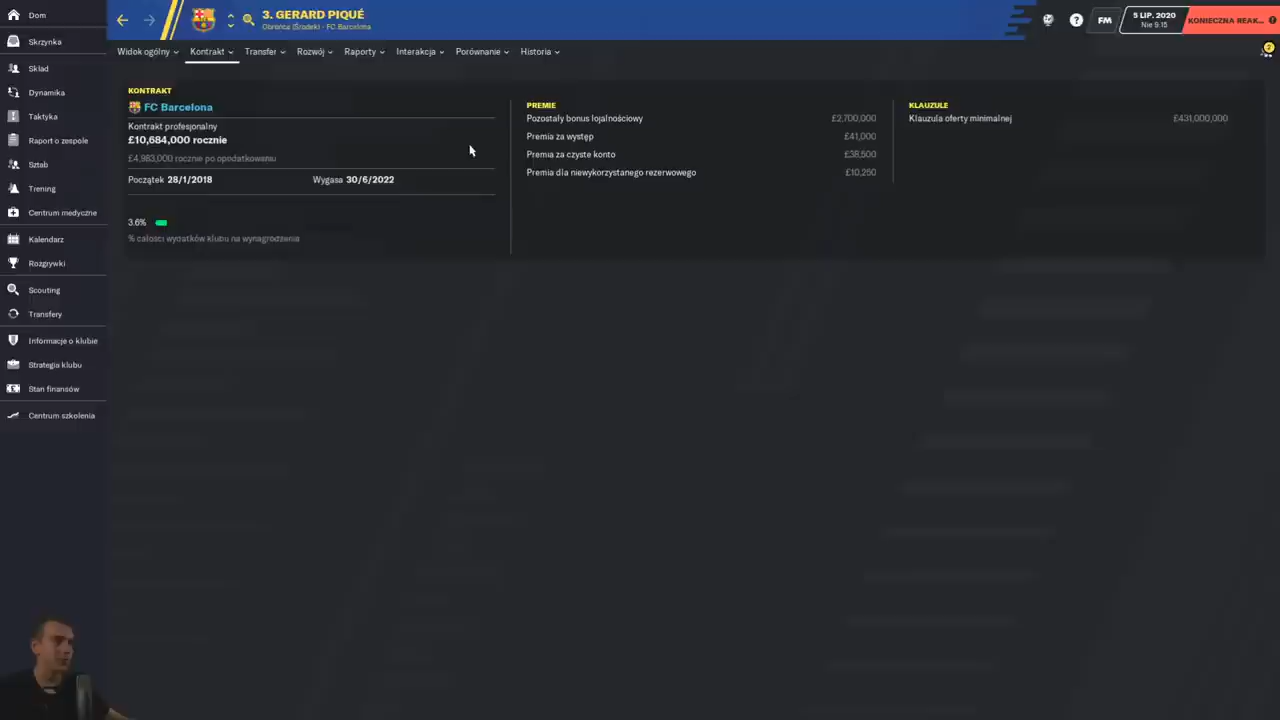 Dom
Skrzynka
Skład
Dynamika
Taktyka
Raport o zespole
Sztab
Trening
Centrum medyczne
Kalendarz
Rozgrywki
Scouting
Transfery
Informacje o klubie
Strategia klubu
Stan finansów
Centrum szkolenia
3. GERARD PIQUÉ
Obrońca (Środek) - FC Barcelona
FM
5 LIP. 2020
Nie 9:15
KONIECZNA REAK...
2
Widok ogólny
Kontrakt
Transfer
Rozwój
Raporty
Interakcja
Porównanie
Historia
KONTRAKT
FC Barcelona
Kontrakt profesjonalny
£10,684,000 rocznie
£4,983,000 rocznie po opodatkowaniu
Początek 28/1/2018 Wygasa 30/6/2022
3.6%
% całości wydatków klubu na wynagrodzenia
PREMIE
Pozostały bonus lojalnościowy £2,700,000
Premia za występ £41,000
Premia za czyste konto £38,500
Premia dla niewykorzystanego rezerwowego £10,250
KLAUZULE
Klauzula oferty minimalnej £431,000,000